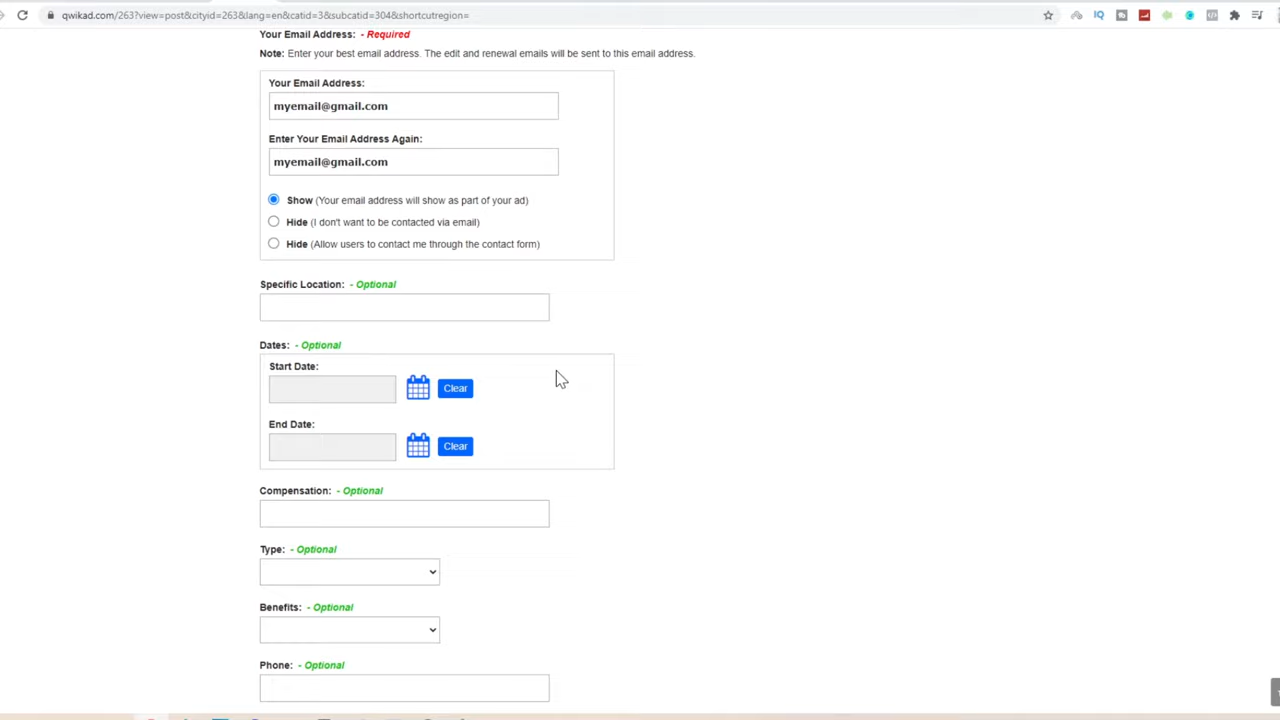 qwikad.com/263?view=post&cityid=263&lang=en&catid=3&subcatid=304&shortcutregion=
Your Email Address: - Required
Note: Enter your best email address. The edit and renewal emails will be sent to this email address.
Your Email Address:
myemail@gmail.com
Enter Your Email Address Again:
myemail@gmail.com
Show (Your email address will show as part of your ad)
Hide (I don't want to be contacted via email)
Hide (Allow users to contact me through the contact form)
Specific Location: - Optional
Dates: - Optional
Start Date:
Clear
End Date:
Clear
Compensation: - Optional
Type: - Optional
Benefits: - Optional
Phone: - Optional